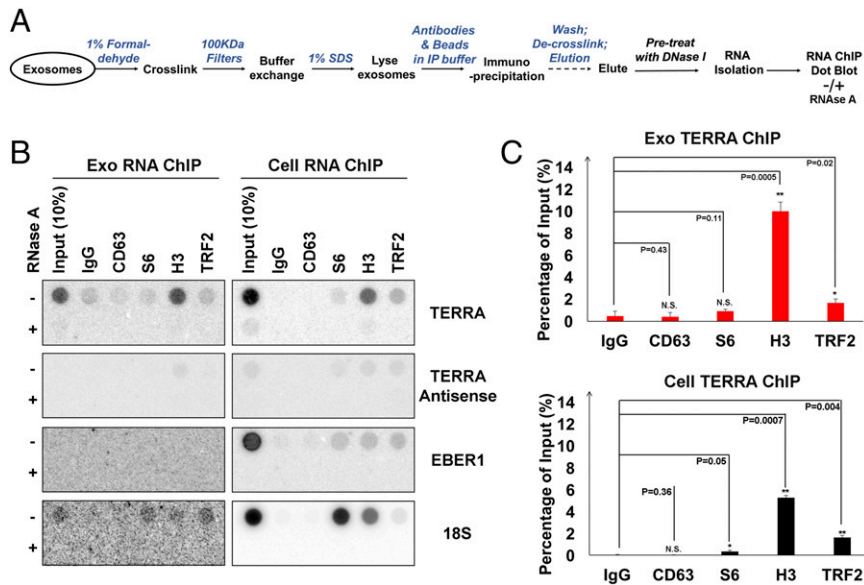 A
1% Formal-
dehyde
100KDa
Filters
1% SDS
Antibodies
& Beads
in IP buffer
Wash;
De-crosslink;
Elution
Pre-treat
with DNase I
Exosomes
Crosslink
Buffer
exchange
Lyse
exosomes
Immuno
-precipitation
Elute
RNA
Isolation
RNA ChIP
Dot Blot
-/+
RNAse A
B
Exo RNA ChIP
Cell RNA ChIP
RNase A
Input (10%)
IgG
CD63
S6
H3
TRF2
Input (10%)
IgG
CD63
S6
H3
TRF2
-
+
TERRA
-
+
TERRA
Antisense
-
+
EBER1
-
+
18S
C
Exo TERRA ChIP
Percentage of Input (%)
14
12
10
8
6
4
2
0
P=0.02
P=0.0005
P=0.11
P=0.43
N.S.
N.S.
**
*
IgG CD63 S6 H3 TRF2
Cell TERRA ChIP
Percentage of Input (%)
14
12
10
8
6
4
2
0
P=0.004
P=0.0007
P=0.05
P=0.36
N.S.
*
**
**
IgG CD63 S6 H3 TRF2